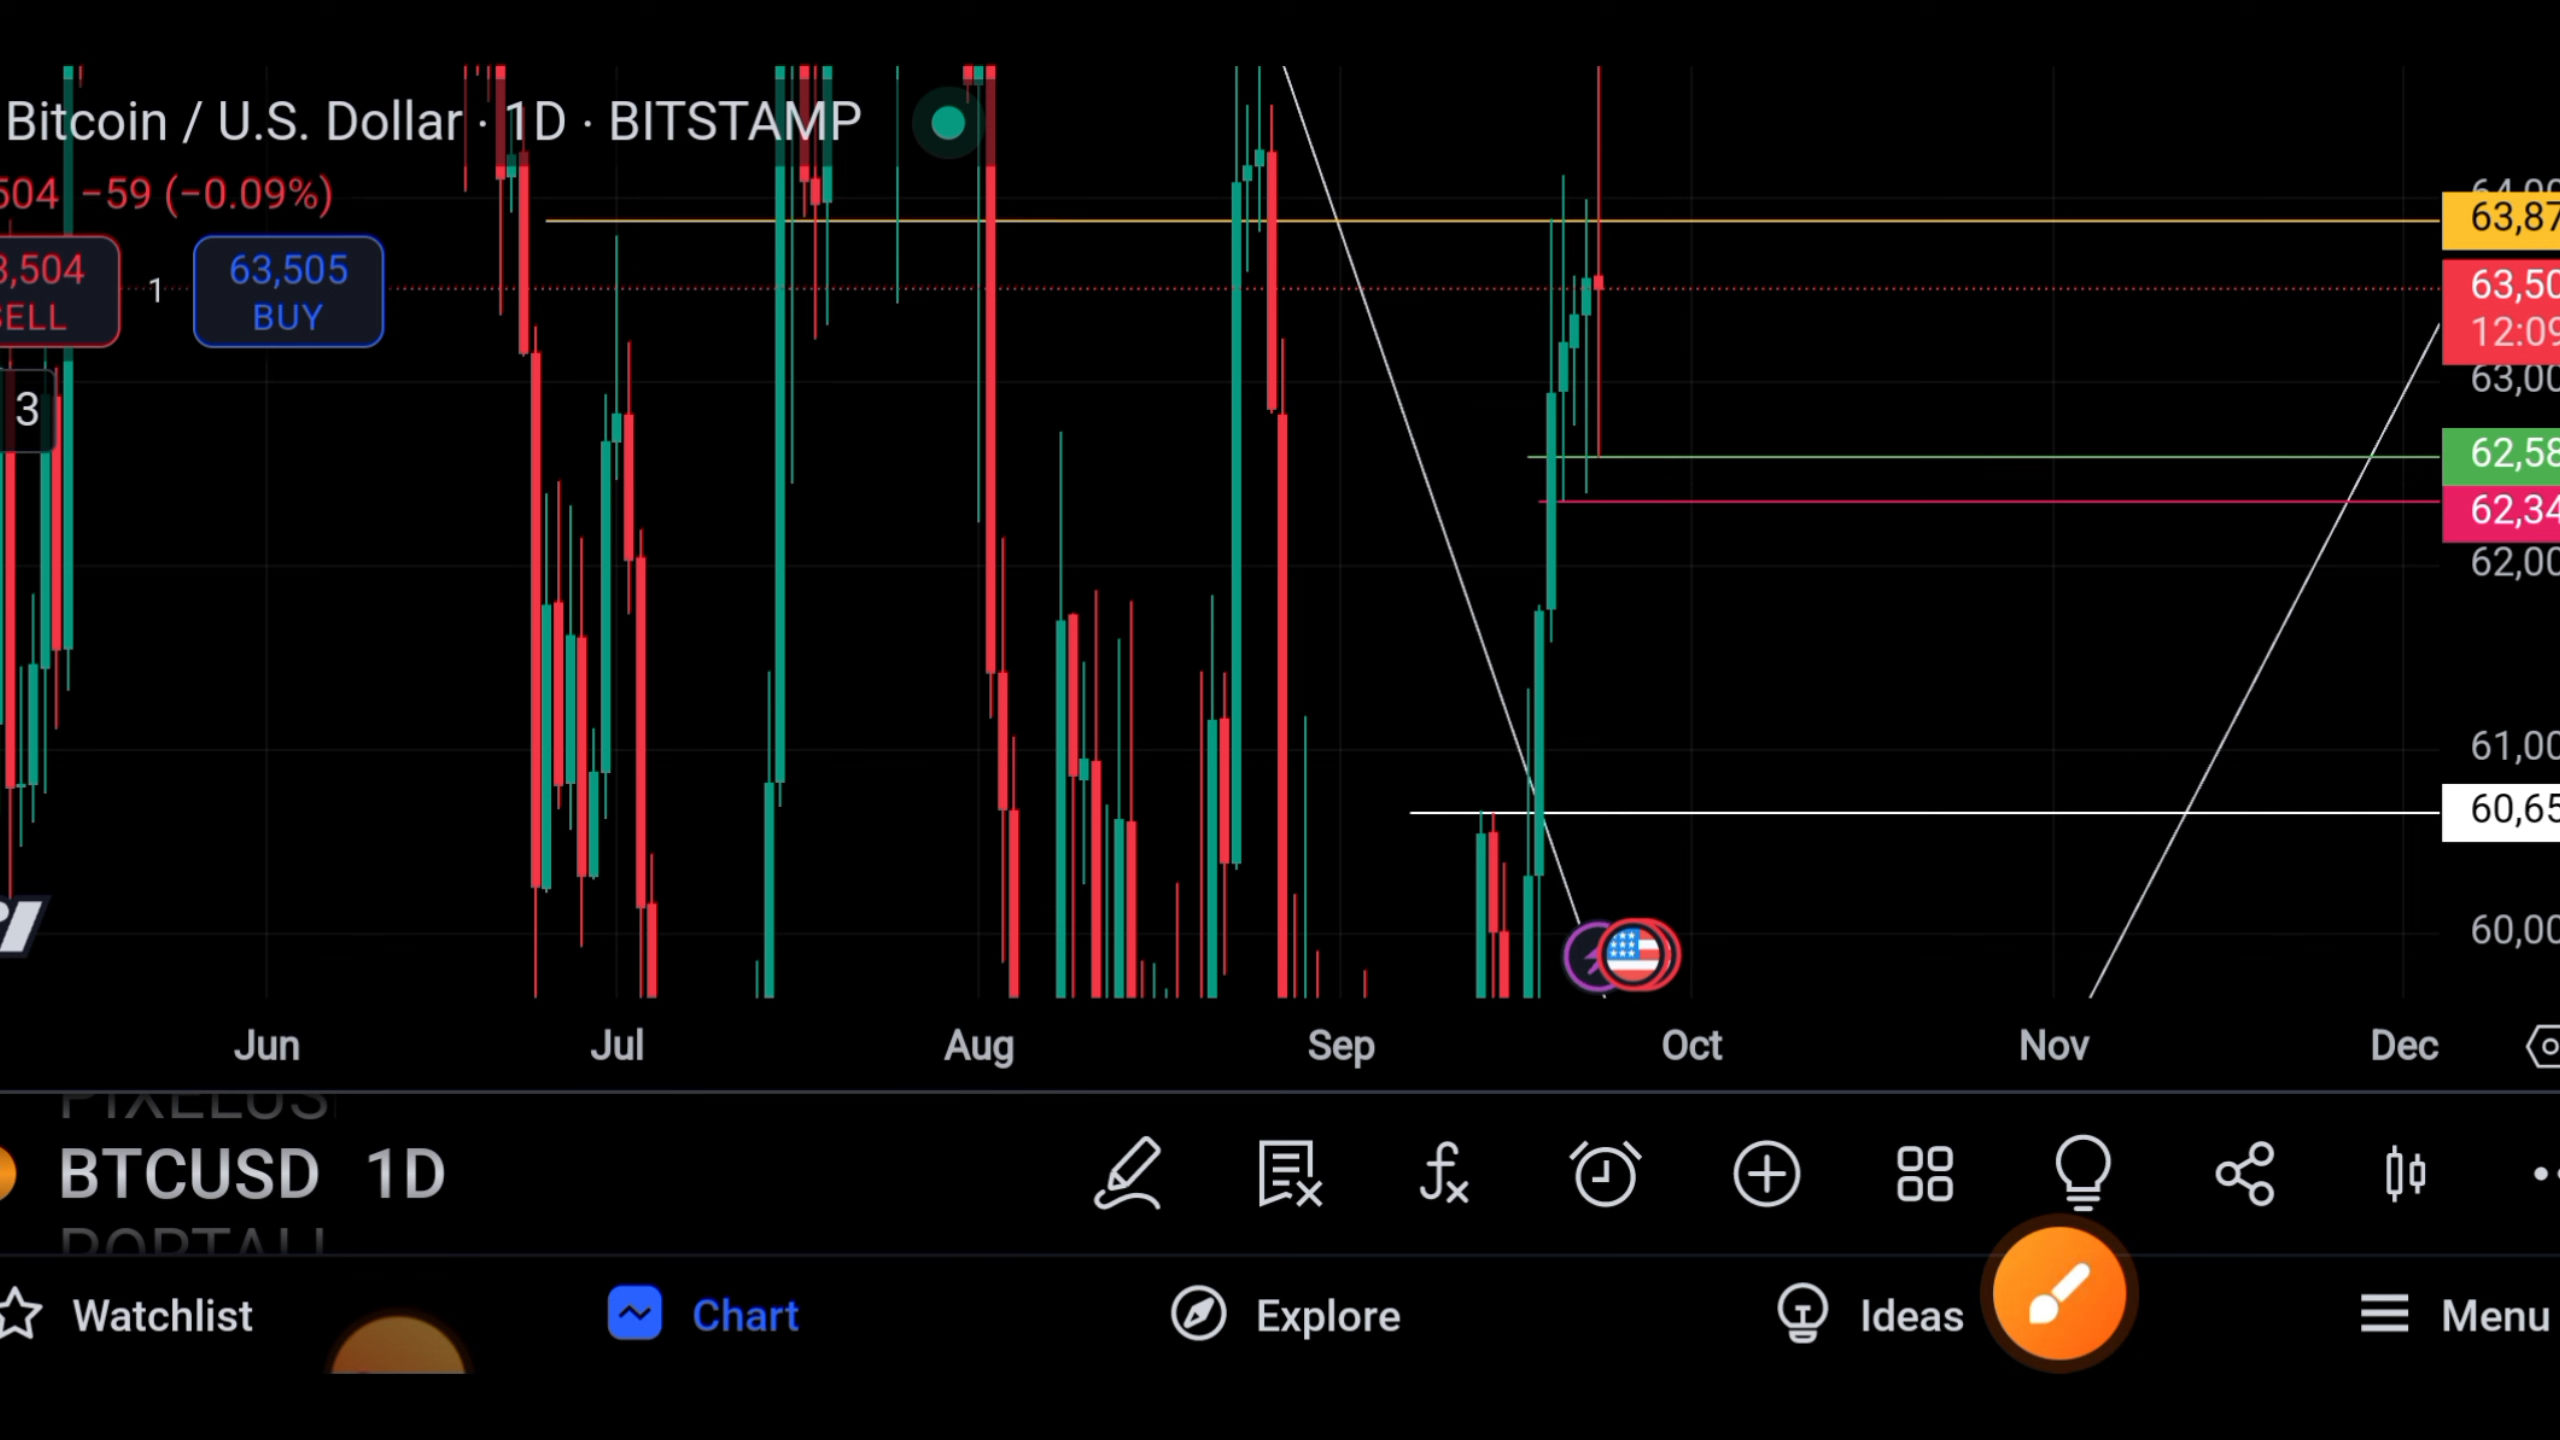 Bitcoin / U.S. Dollar · 1D · BITSTAMP
504 −59 (−0.09%)
3,504
SELL
1
63,505
BUY
3
63,87
63,50
12:09
63,00
62,58
62,34
62,00
61,00
60,65
60,00
Jun Jul Aug Sep Oct Nov Dec
BTCUSD 1D
Watchlist Chart Explore Ideas Menu